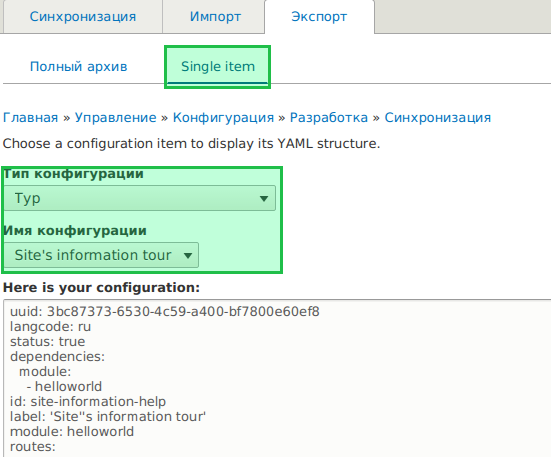 Синхронизация Импорт Экспорт
Полный архив Single item
Главная » Управление » Конфигурация » Разработка » Синхронизация
Choose a configuration item to display its YAML structure.
Тип конфигурации
Тур
Имя конфигурации
Site's information tour
Here is your configuration:
uuid: 3bc87373-6530-4c59-a400-bf7800e60ef8
langcode: ru
status: true
dependencies:
module:
- helloworld
id: site-information-help
label: 'Site''s information tour'
module: helloworld
routes: